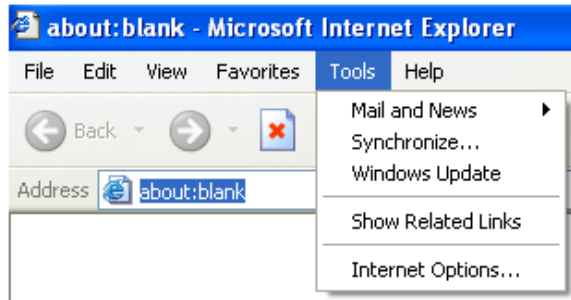 about:blank - Microsoft Internet Explorer
File Edit View Favorites Tools Help
Mail and News
Back
Synchronize...
Windows Update
Address about:blank
Show Related Links
Internet Options...